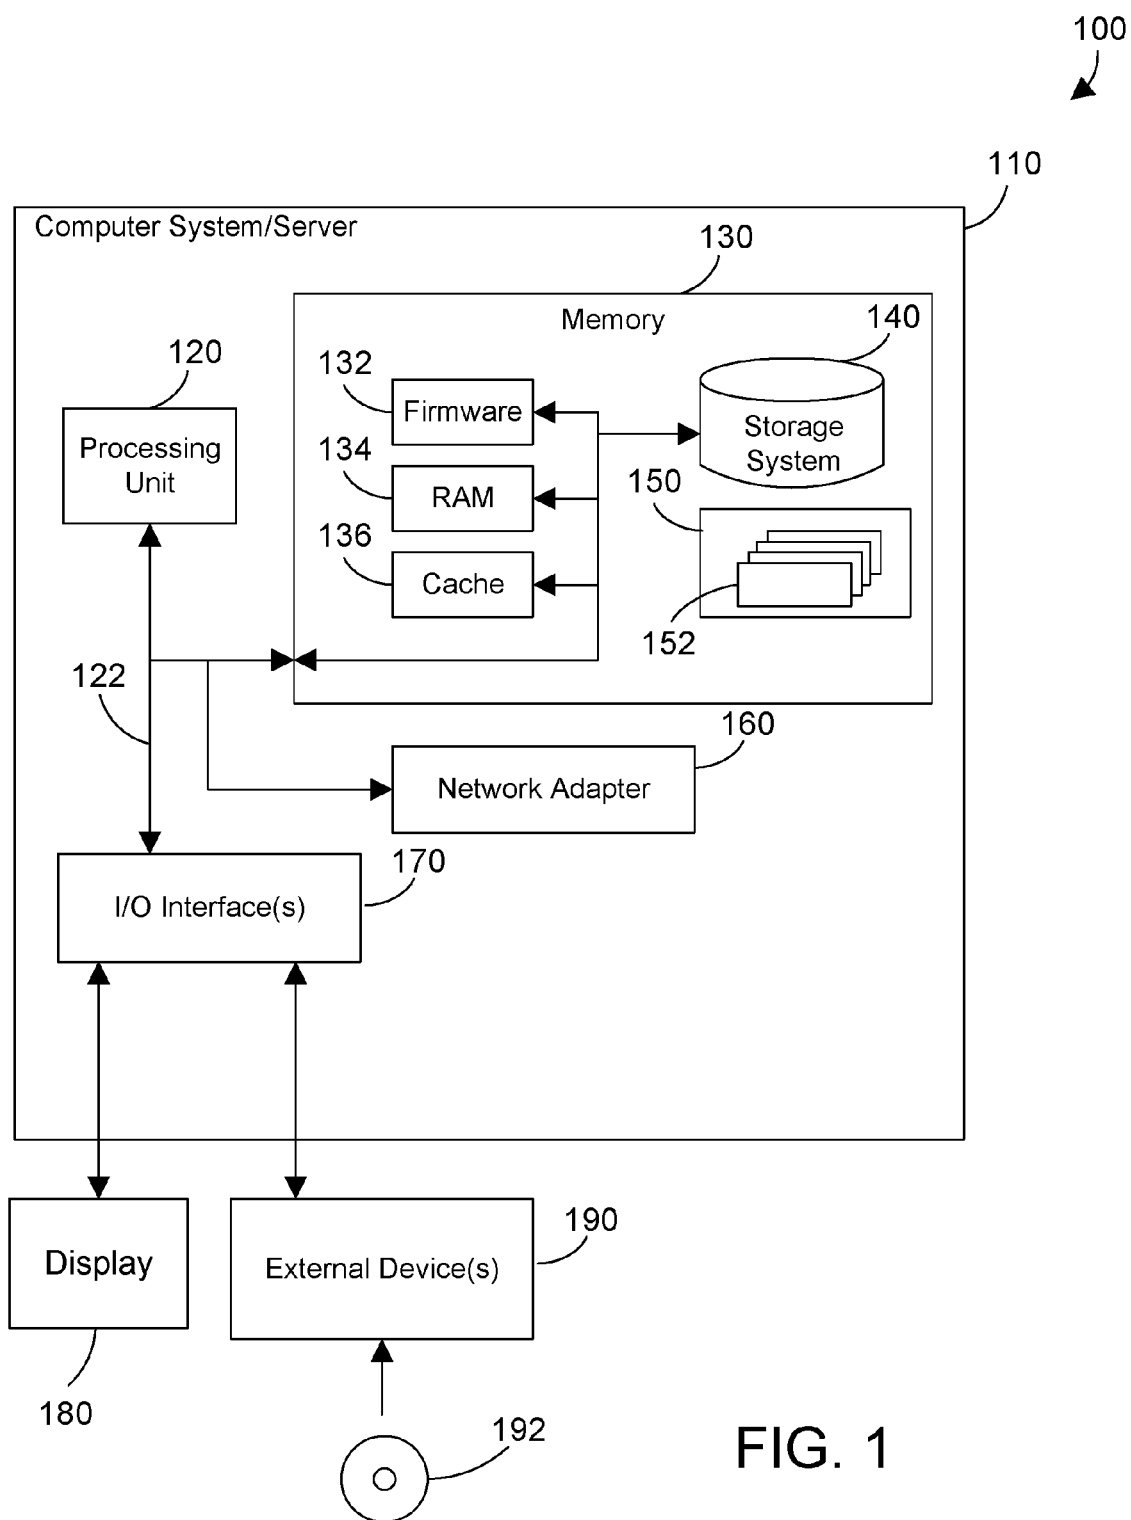 100
110
Computer System/Server
130
Memory
140
120
132
Firmware
Processing
Unit
Storage
System
134
RAM
150
136
Cache
152
122
160
Network Adapter
170
I/O Interface(s)
190
Display
External Device(s)
180
192
FIG. 1